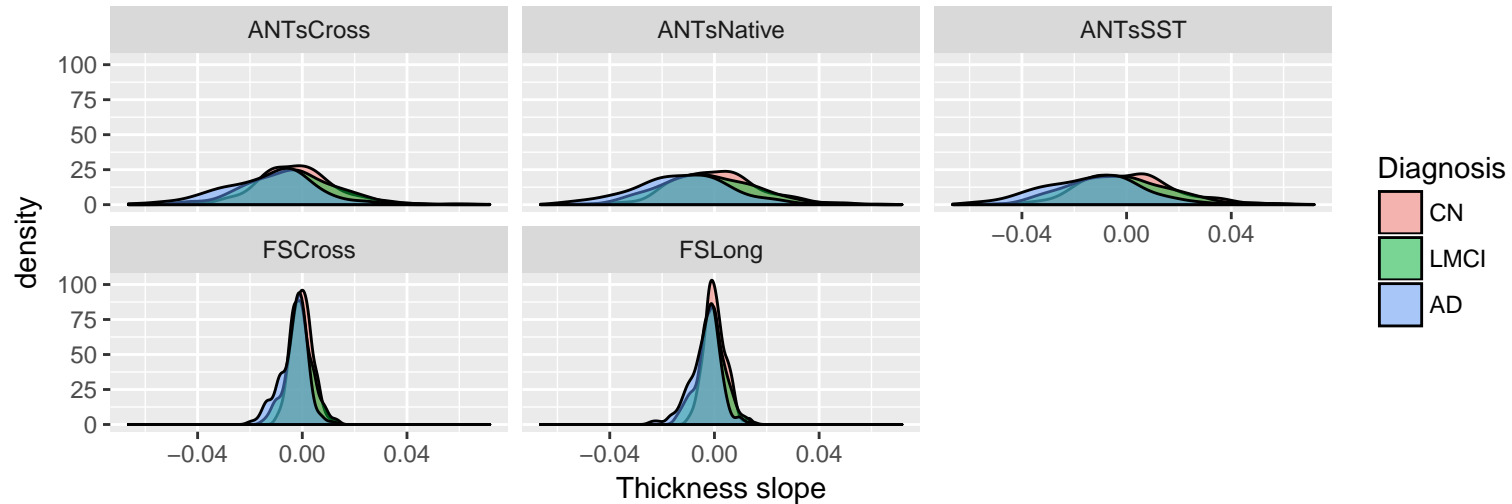 ANTsCross
ANTsNative
ANTsSST
100
75
50
25
0
−0.04 0.00 0.04
FSCross
FSLong
100
75
50
25
0
−0.04 0.00 0.04
−0.04 0.00 0.04
Thickness slope
density
Diagnosis
CN
LMCI
AD